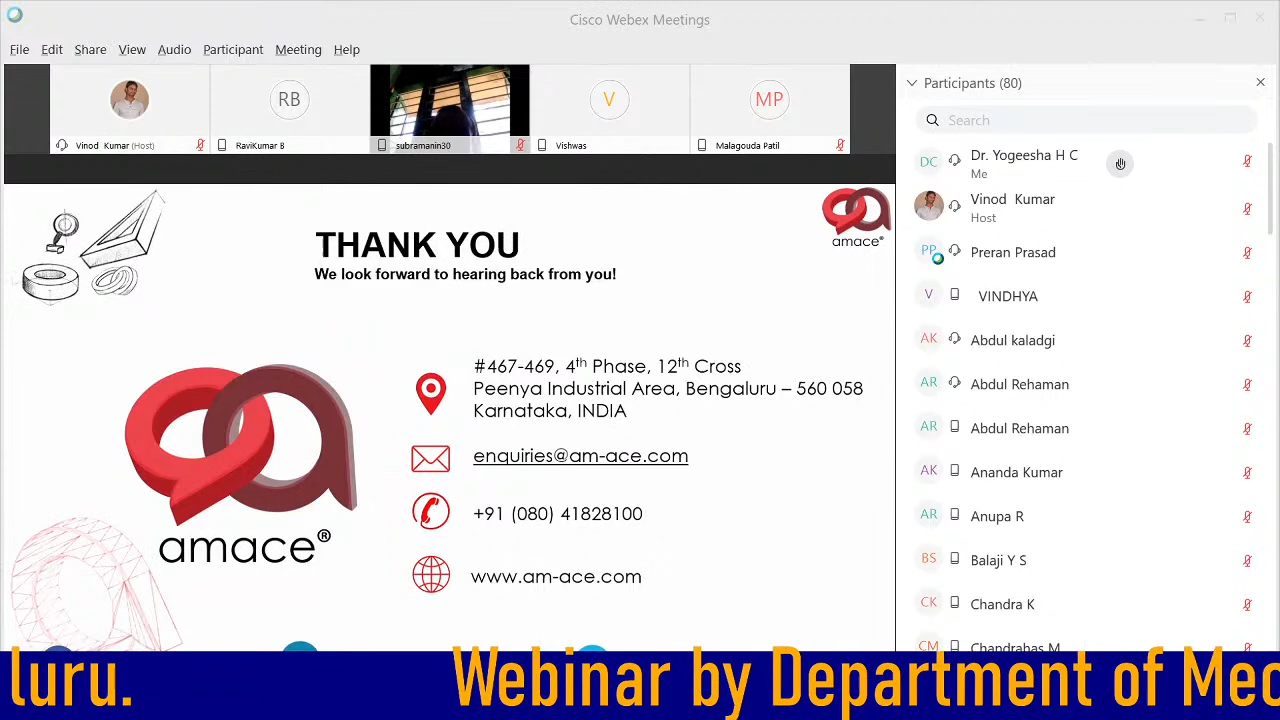 Cisco Webex Meetings
File Edit Share View Audio Participant Meeting Help
RB
V
MP
Vinod Kumar (Host)
RaviKumar B
subramanin30
Vishwas
Malagouda Patil
Participants (80)
Search
DC Dr. Yogeesha H C
Me
Vinod Kumar
Host
PP Preran Prasad
V VINDHYA
AK Abdul kaladgi
AR Abdul Rehaman
AR Abdul Rehaman
AK Ananda Kumar
AR Anupa R
BS Balaji Y S
CK Chandra K
CM Chandrahas M
amace®
THANK YOU
We look forward to hearing back from you!
#467-469, 4th Phase, 12th Cross
Peenya Industrial Area, Bengaluru – 560 058
Karnataka, INDIA
enquiries@am-ace.com
+91 (080) 41828100
www.am-ace.com
amace®
luru. Webinar by Department of Mec